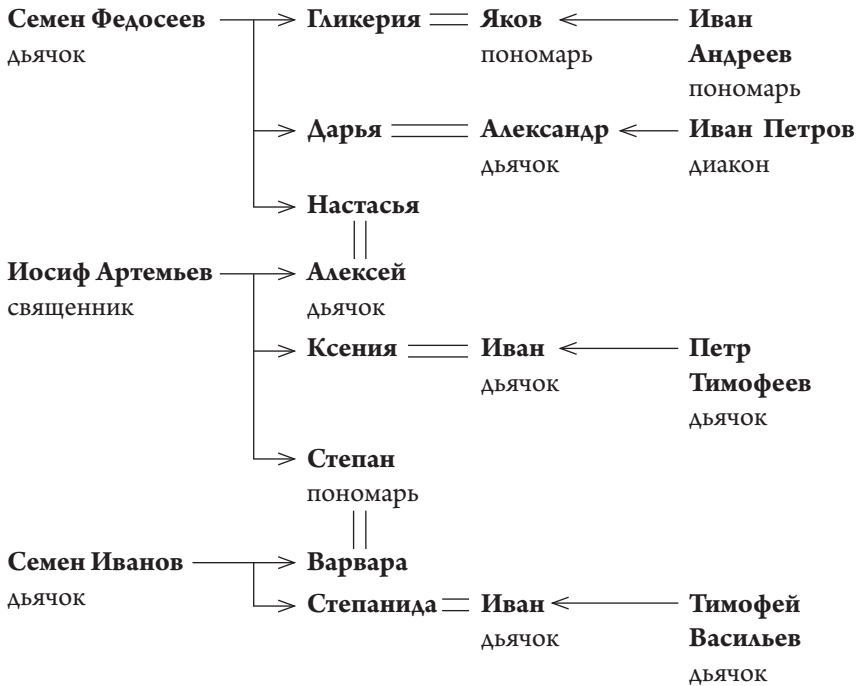 Семен Федосеев Гликерия Яков Иван
дьячок пономарь Андреев
пономарь
Дарья Александр Иван Петров
дьячок диакон
Настасья
Иосиф Артемьев Алексей
священник дьячок
Ксения Иван Петр
дьячок Тимофеев
дьячок
Степан
пономарь
Семен Иванов Варвара
дьячок Степанида Иван Тимофей
дьячок Васильев
дьячок